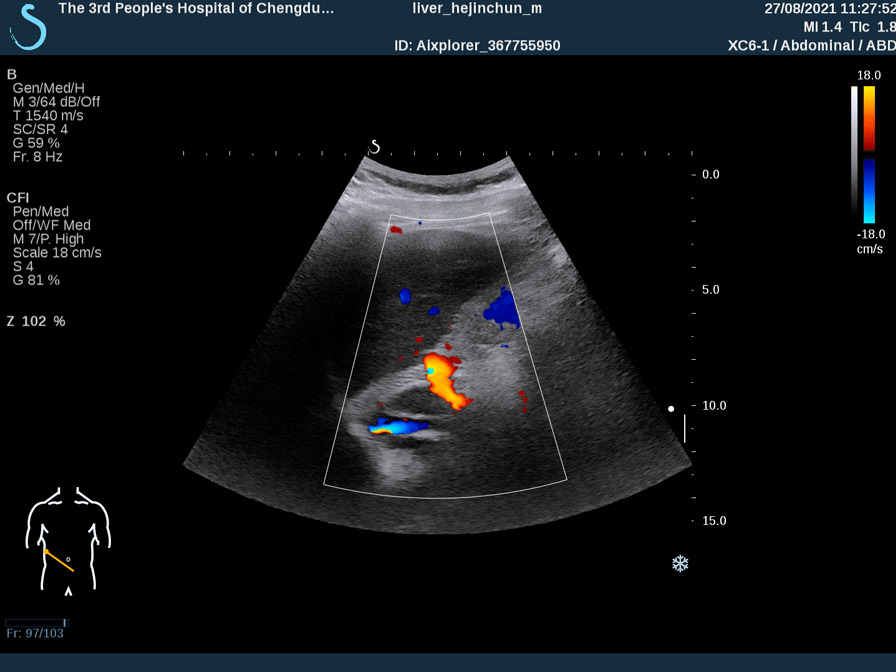 The 3rd People's Hospital of Chengdu...
liver_hejinchun_m
27/08/2021 11:27:52
MI 1.4 TIc 1.8
ID: Aixplorer_367755950
XC6-1 / Abdominal / ABD
B
Gen/Med/H
M 3/64 dB/Off
T 1540 m/s
SC/SR 4
G 59 %
Fr. 8 Hz
CFI
Pen/Med
Off/WF Med
M 7/P. High
Scale 18 cm/s
S 4
G 81 %
Z 102 %
18.0
-18.0
cm/s
0.0
5.0
10.0
15.0
Fr: 97/103